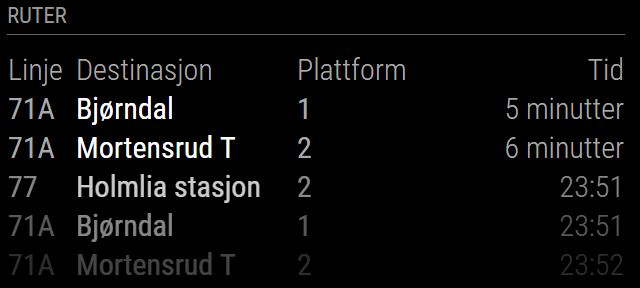 RUTER
Linje Destinasjon Plattform Tid
71A Bjørndal 1 5 minutter
71A Mortensrud T 2 6 minutter
77 Holmlia stasjon 2 23:51
71A Bjørndal 1 23:51
71A Mortensrud T 2 23:52